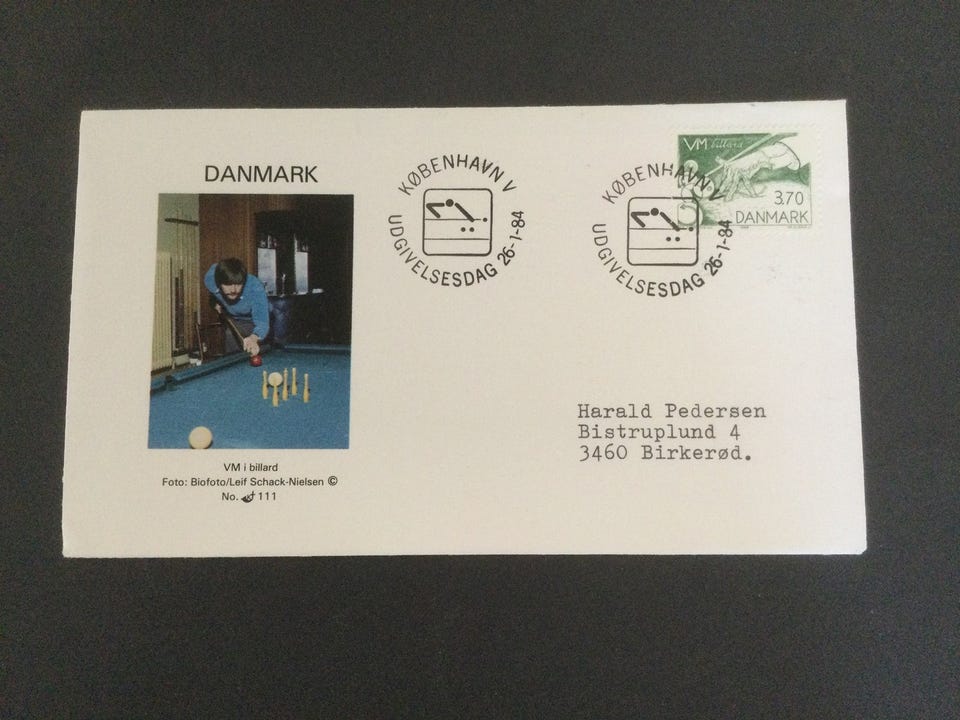 DANMARK
VM i billard
Foto: Biofoto/Leif Schack-Nielsen ©
No. 111
KØBENHAVN V
UDGIVELSESDAG 26-1-84
KØBENHAVN V
UDGIVELSESDAG 26-1-84
VM billard
3.70
DANMARK
Harald Pedersen
Bistruplund 4
3460 Birkerød.